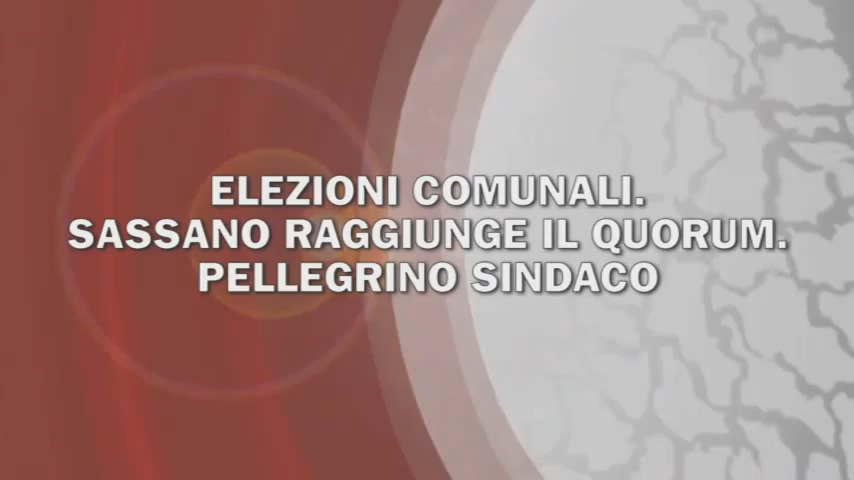 ELEZIONI COMUNALI.
SASSANO RAGGIUNGE IL QUORUM.
PELLEGRINO SINDACO